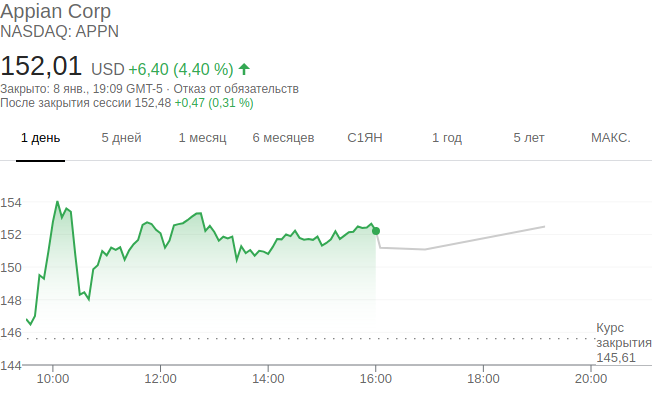 Appian Corp
NASDAQ: APPN
152,01 USD +6,40 (4,40 %)
Закрыто: 8 янв., 19:09 GMT-5 · Отказ от обязательств
После закрытия сессии 152,48 +0,47 (0,31 %)
1 день 5 дней 1 месяц 6 месяцев С1ЯН 1 год 5 лет МАКС.
154
152
150
148
146
144
Курс
закрытия
145,61
10:00 12:00 14:00 16:00 18:00 20:00